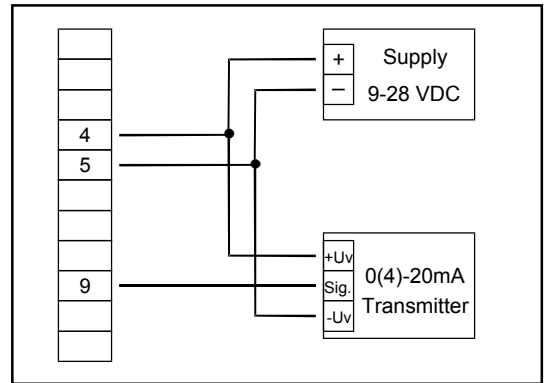 + Supply
− 9-28 VDC
4
5
+Uv
9
Sig. 0(4)-20mA
Transmitter
-Uv